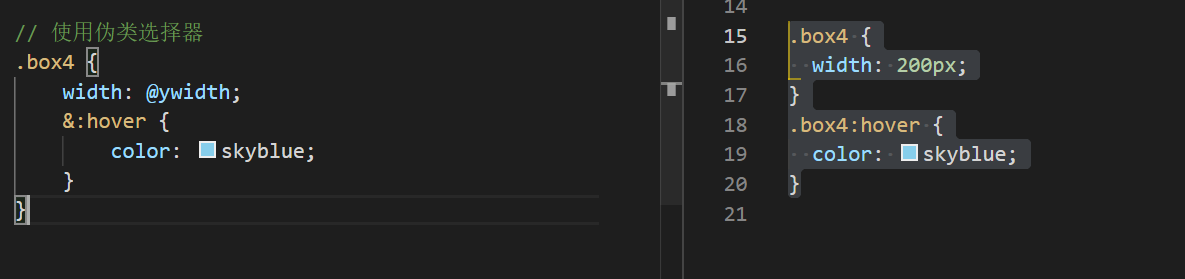 // 使用伪类选择器
.box4 {
width: @ywidth;
&:hover {
color: skyblue;
}
}
14
15 .box4 {
16 width: 200px;
17 }
18 .box4:hover {
19 color: skyblue;
20 }
21